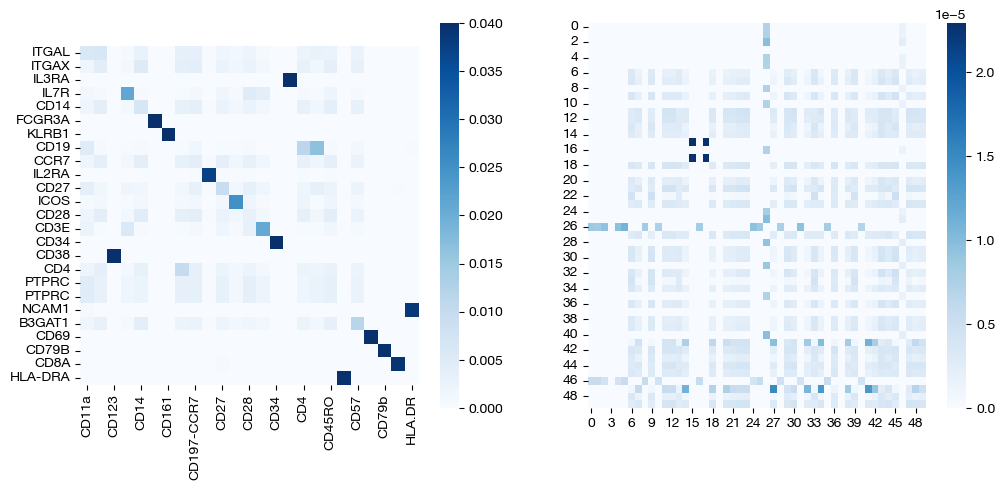 ITGAL
ITGAX
IL3RA
IL7R
CD14
FCGR3A
KLRB1
CD19
CCR7
IL2RA
CD27
ICOS
CD28
CD3E
CD34
CD38
CD4
PTPRC
PTPRC
NCAM1
B3GAT1
CD69
CD79B
CD8A
HLA-DRA
CD11a
CD123
CD14
CD161
CD197-CCR7
CD27
CD28
CD34
CD4
CD45RO
CD57
CD79b
HLA.DR
0.040
0.035
0.030
0.025
0.020
0.015
0.010
0.005
0.000
0
2
4
6
8
10
12
14
16
18
20
22
24
26
28
30
32
34
36
38
40
42
44
46
48
0 3 6 9 12 15 18 21 24 27 30 33 36 39 42 45 48
1e-5
2.0
1.5
1.0
0.5
0.0